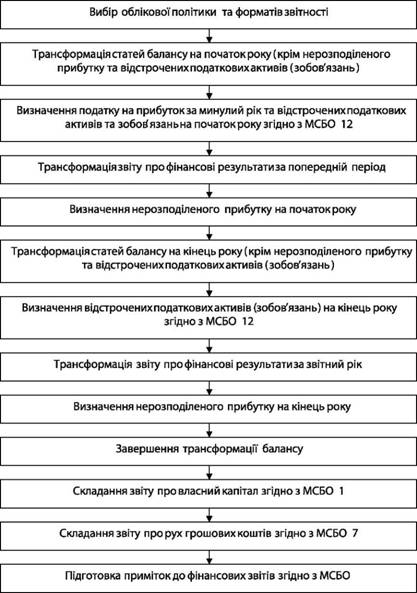 Вибір облікової політики та форматів звітності
Трансформація статей балансу на початок року (крім нерозподіленого
прибутку та відстрочених податкових активів (зобов'язань)
Визначення податку на прибуток за минулий рік та відстрочених податкових
активів та зобов'язань на початок року згідно з МСБО 12
Трансформація звіту про фінансові результати за попередній період
Визначення нерозподіленого прибутку на початок року
Трансформація статей балансу на кінець року (крім нерозподіленого прибутку
та відстрочених податкових активів (зобов'язань)
Визначення відстрочених податкових активів (зобов'язань) на кінець року
згідно з МСБО 12
Трансформація звіту про фінансові результати за звітний рік
Визначення нерозподіленого прибутку на кінець року
Завершення трансформації балансу
Складання звіту про власний капітал згідно з МСБО 1
Складання звіту про рух грошових коштів згідно з МСБО 7
Підготовка приміток до фінансових звітів згідно з МСБО